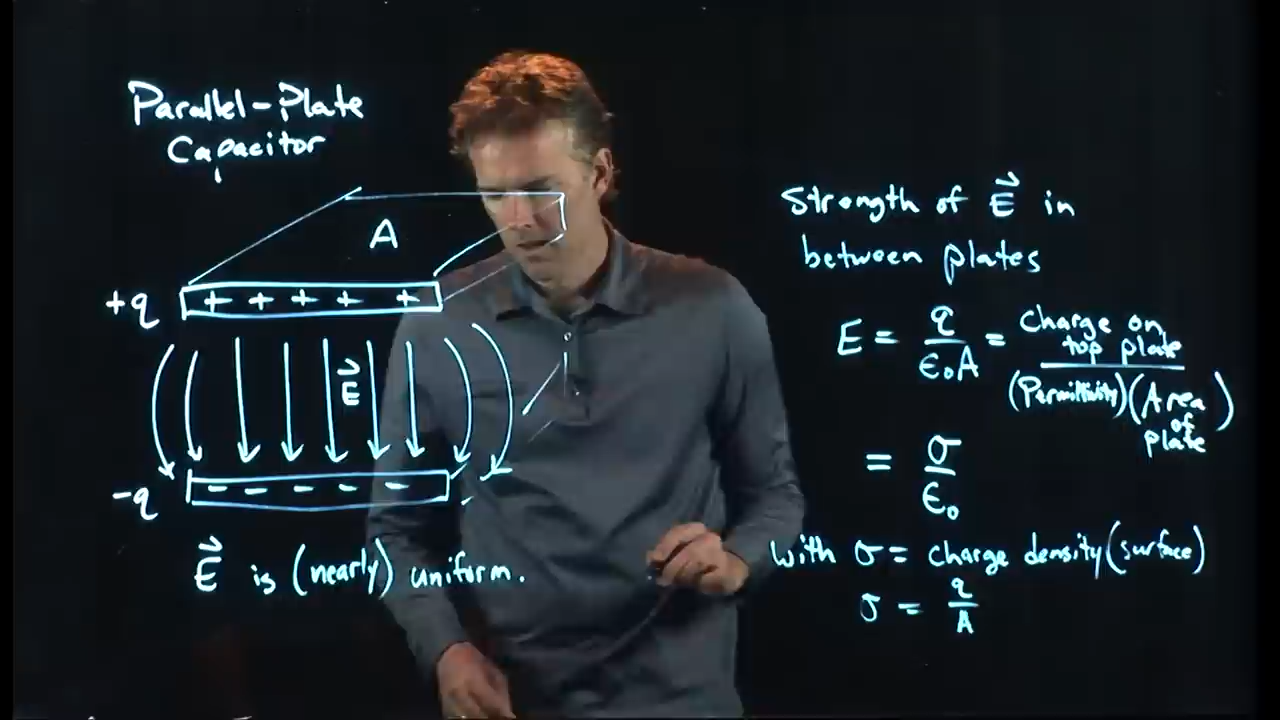 Parallel-Plate
Capacitor
A
+q + + + + +
E⃗
-q - - - - -
E⃗ is (nearly) uniform.
Strength of E⃗ in
between plates
E = q/ϵ₀A = Charge on top plate/(Permittivity)(Area of plate)
= σ/ϵ₀
with σ = charge density (surface)
σ = q/A